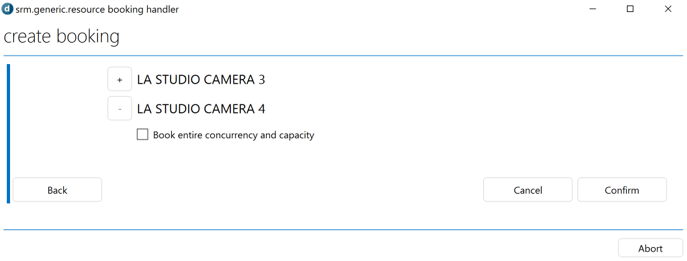 srm.generic.resource booking handler
create booking
+ LA STUDIO CAMERA 3
- LA STUDIO CAMERA 4
Book entire concurrency and capacity
Back Cancel Confirm
Abort